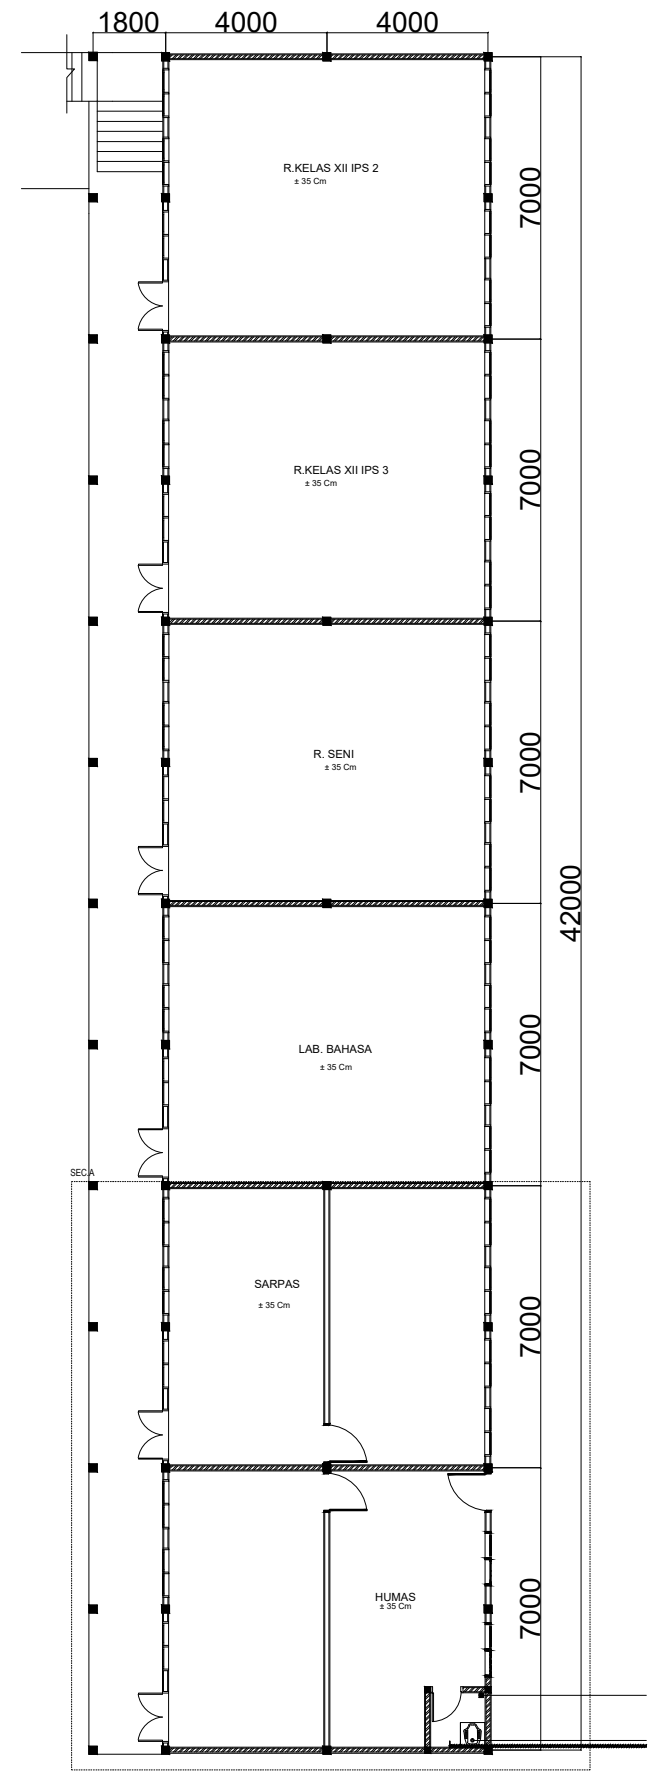 1800
4000
4000
R.KELAS XII IPS 2
± 35 Cm
7000
R.KELAS XII IPS 3
± 35 Cm
7000
R. SENI
± 35 Cm
7000
42000
LAB. BAHASA
± 35 Cm
7000
SEC.A
SARPAS
± 35 Cm
7000
HUMAS
± 35 Cm
7000